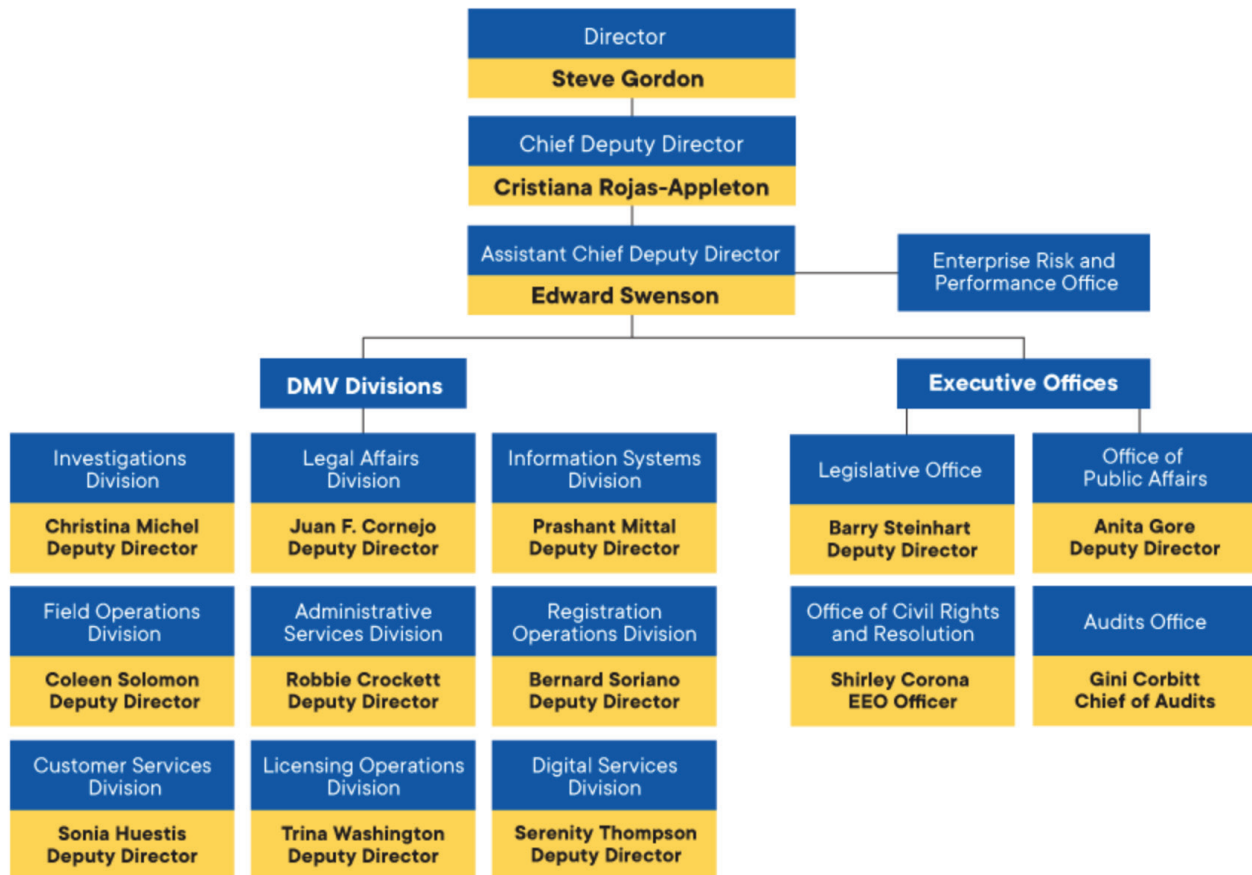 Director
Steve Gordon
Chief Deputy Director
Cristiana Rojas-Appleton
Assistant Chief Deputy Director
Edward Swenson
Enterprise Risk and
Performance Office
DMV Divisions
Investigations
Division
Christina Michel
Deputy Director
Legal Affairs
Division
Juan F. Cornejo
Deputy Director
Information Systems
Division
Prashant Mittal
Deputy Director
Field Operations
Division
Coleen Solomon
Deputy Director
Administrative
Services Division
Robbie Crockett
Deputy Director
Registration
Operations Division
Bernard Soriano
Deputy Director
Customer Services
Division
Sonia Huestis
Deputy Director
Licensing Operations
Division
Trina Washington
Deputy Director
Digital Services
Division
Serenity Thompson
Deputy Director
Executive Offices
Legislative Office
Barry Steinhart
Deputy Director
Office of
Public Affairs
Anita Gore
Deputy Director
Office of Civil Rights
and Resolution
Shirley Corona
EEO Officer
Audits Office
Gini Corbitt
Chief of Audits